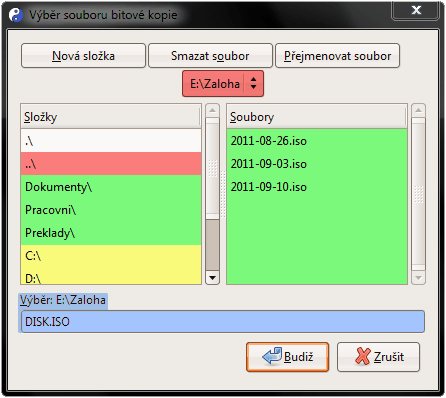 Výběr souboru bitové kopie
Nová složka Smazat soubor Přejmenovat soubor
E:\Zaloha
Složky
.\
..\
Dokumenty\
Pracovni\
Preklady\
C:\
D:\
Soubory
2011-08-26.iso
2011-09-03.iso
2011-09-10.iso
Výběr: E:\Zaloha
DISK.ISO
Budiž Zrušit